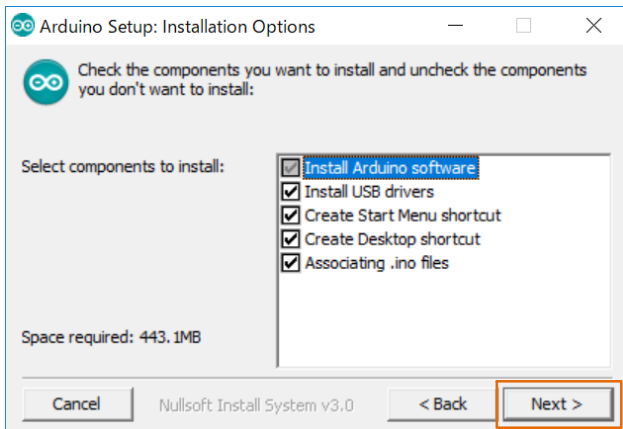 Arduino Setup: Installation Options
Check the components you want to install and uncheck the components
you don't want to install:
Select components to install:
Install Arduino software
Install USB drivers
Create Start Menu shortcut
Create Desktop shortcut
Associating .ino files
Space required: 443.1MB
Cancel
Nullsoft Install System v3.0
< Back
Next >